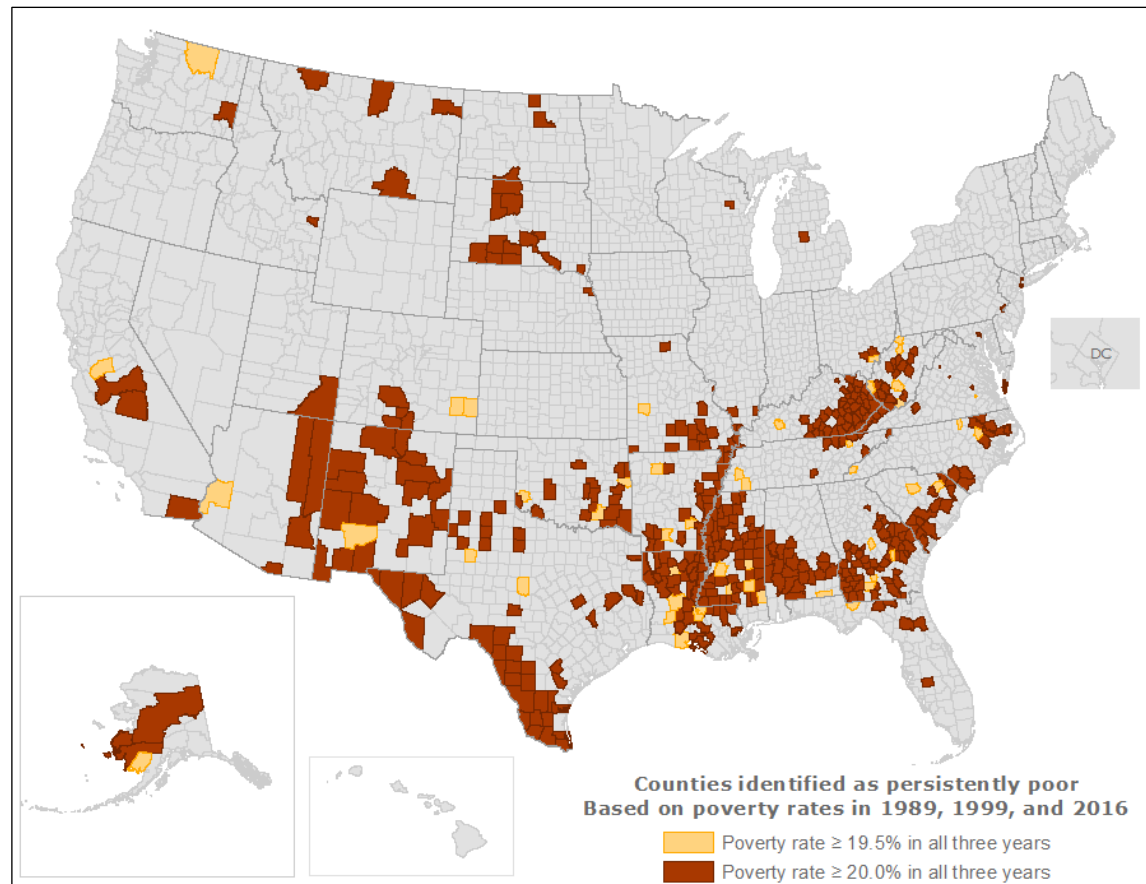 DC
Counties identified as persistently poor
Based on poverty rates in 1989, 1999, and 2016
Poverty rate ≥ 19.5% in all three years
Poverty rate ≥ 20.0% in all three years